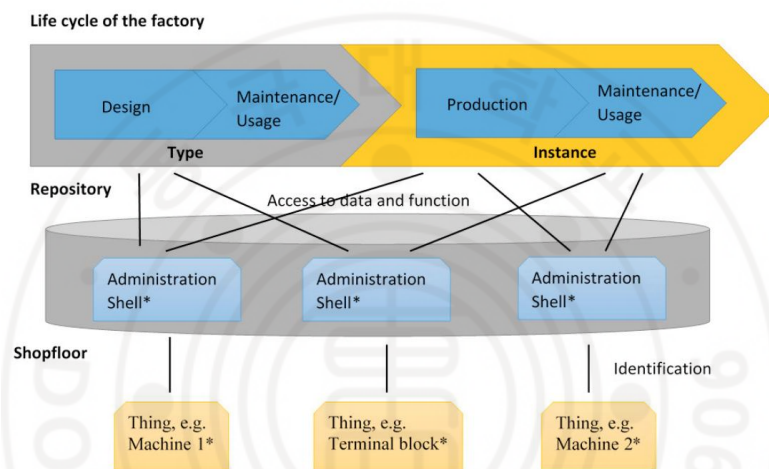 Life cycle of the factory
Design
Maintenance/
Usage
Production
Maintenance/
Usage
Type
Instance
Repository
Access to data and function
Administration
Shell*
Administration
Shell*
Administration
Shell*
Shopfloor
Identification
Thing, e.g.
Machine 1*
Thing, e.g.
Terminal block*
Thing, e.g.
Machine 2*